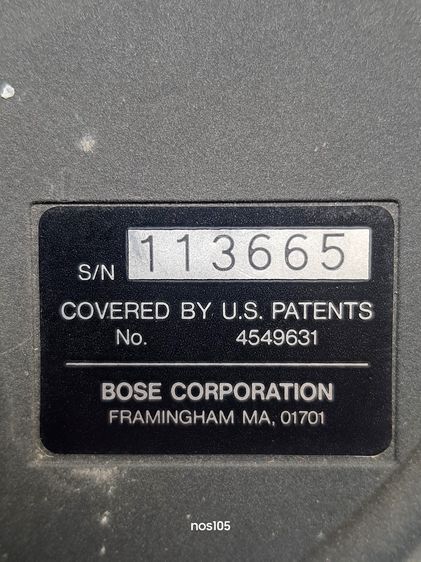 S/N 113665
COVERED BY U.S. PATENTS
No. 4549631
BOSE CORPORATION
FRAMINGHAM MA, 01701
nos105